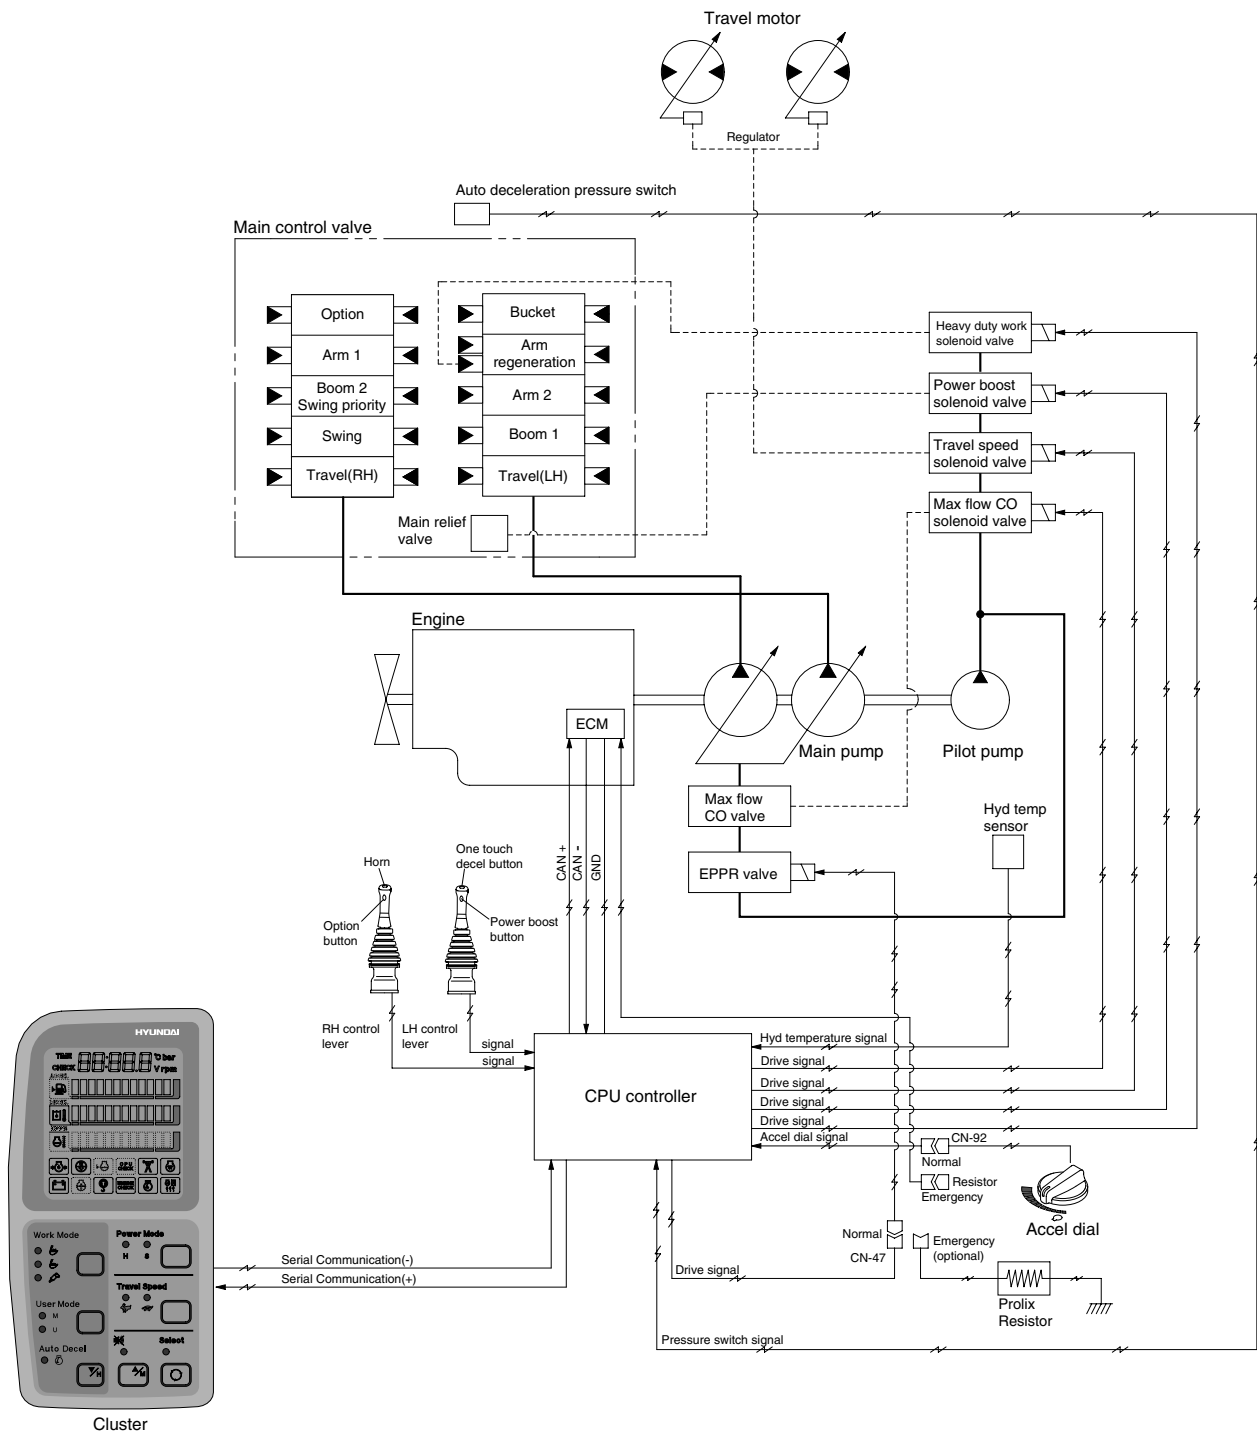 Travel motor
Regulator
Auto deceleration pressure switch
Main control valve
Option
Arm 1
Boom 2
Swing priority
Swing
Travel(RH)
Bucket
Arm
regeneration
Arm 2
Boom 1
Travel(LH)
Main relief
valve
Heavy duty work
solenoid valve
Power boost
solenoid valve
Travel speed
solenoid valve
Max flow CO
solenoid valve
Engine
ECM
Main pump
Pilot pump
Max flow
CO valve
EPPR valve
Hyd temp
sensor
CAN +
CAN -
GND
Horn
Option
button
One touch
decel button
Power boost
button
RH control
lever
LH control
lever
signal
signal
CPU controller
Hyd temperature signal
Drive signal
Drive signal
Drive signal
Drive signal
Accel dial signal
CN-92
Normal
Resistor
Emergency
Accel dial
Normal
CN-47
Emergency
(optional)
Prolix
Resistor
Drive signal
Pressure switch signal
Serial Communication(-)
Serial Communication(+)
HYUNDAI
TIME
CHECK
°C bar
V rpm
CPU
CHECK
CHECK
Work Mode
Power Mode
H S
Travel Speed
User Mode
M
U
Auto Decel
Select
▼/H
▲/M
Cluster